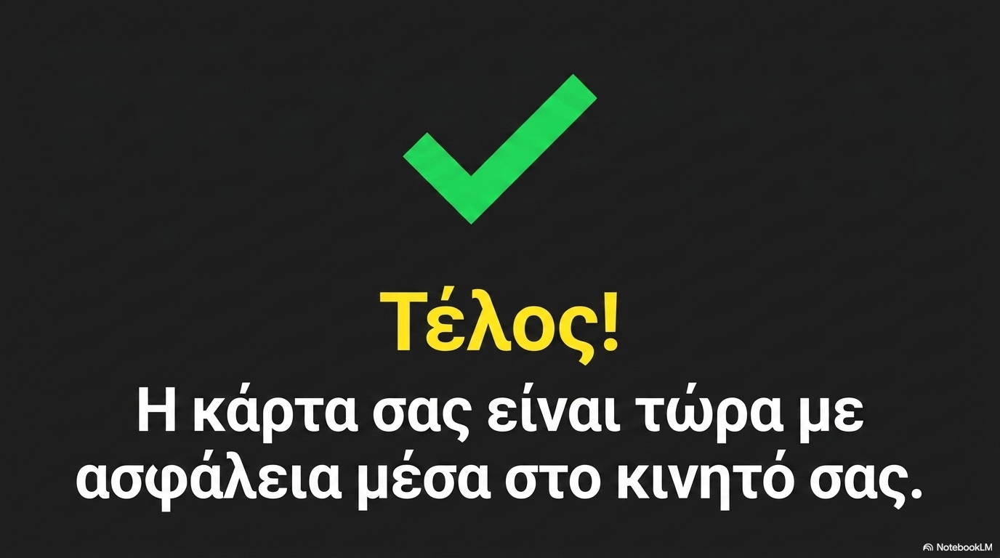 Τέλος!
Η κάρτα σας είναι τώρα με
ασφάλεια μέσα στο κινητό σας.
NotebookLM